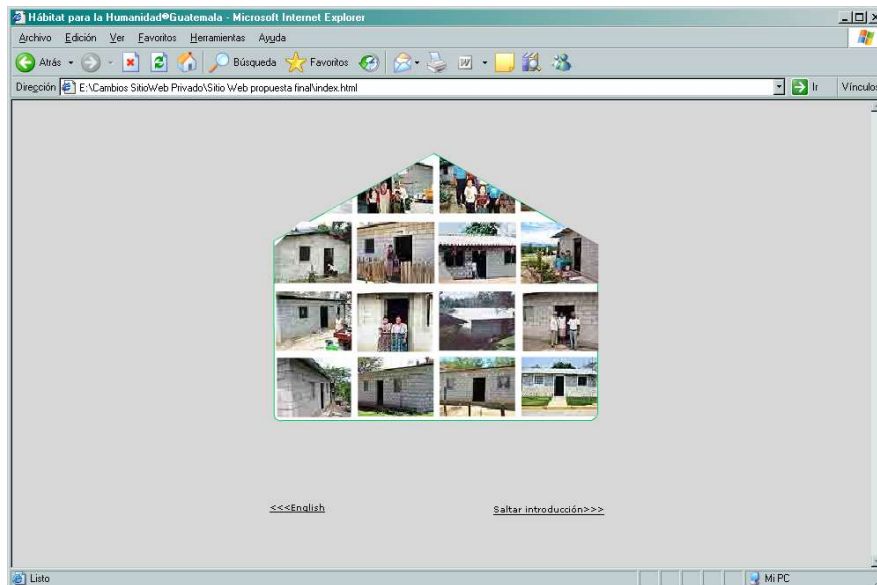 Hábitat para la Humanidad®Guatemala - Microsoft Internet Explorer
Archivo Edición Ver Favoritos Herramientas Ayuda
Atrás Búsqueda Favoritos W
Dirección E:\Cambios SitioWeb Privado\Sitio Web propuesta final\index.html Ir Vínculos
<<<English Saltar introducción>>>
Listo Mi PC